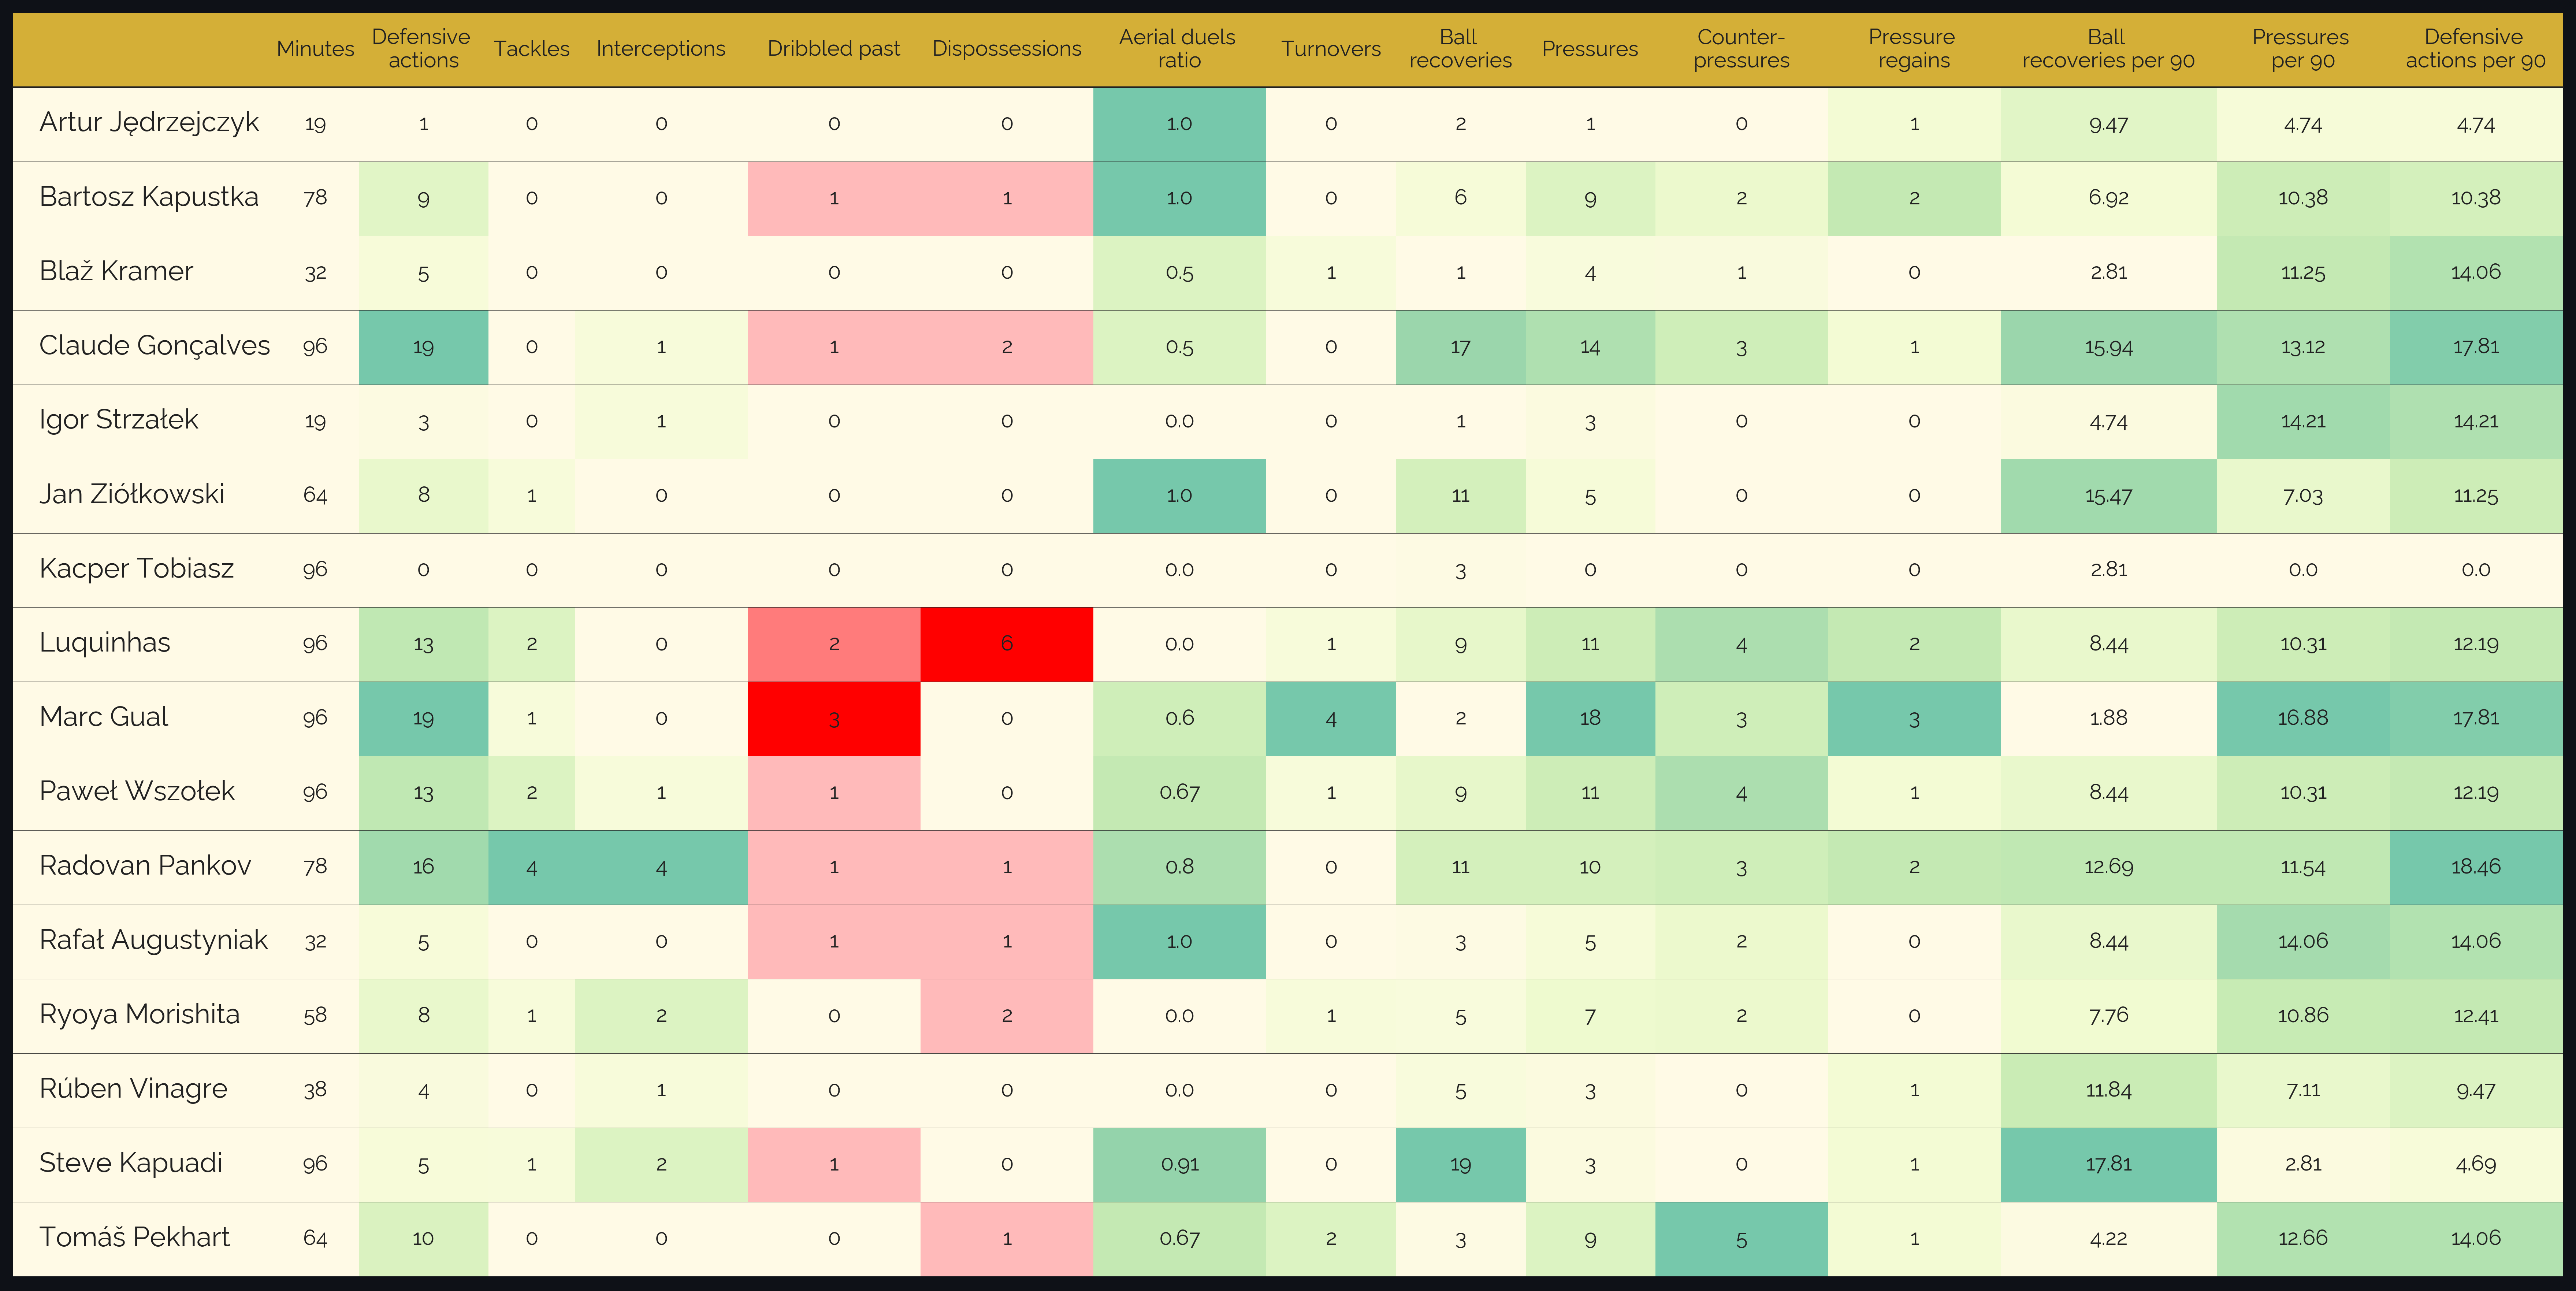 Minutes Defensive actions Tackles Interceptions Dribbled past Dispossessions Aerial duels ratio Turnovers Ball recoveries Pressures Counter-pressures Pressure regains Ball recoveries per 90 Pressures per 90 Defensive actions per 90
Artur Jędrzejczyk 19 1 0 0 0 0 1.0 0 2 1 0 1 9.47 4.74 4.74
Bartosz Kapustka 78 9 0 0 1 1 1.0 0 6 9 2 2 6.92 10.38 10.38
Blaž Kramer 32 5 0 0 0 0 0.5 1 1 4 1 0 2.81 11.25 14.06
Claude Gonçalves 96 19 0 1 1 2 0.5 0 17 14 3 1 15.94 13.12 17.81
Igor Strzałek 19 3 0 1 0 0 0.0 0 1 3 0 0 4.74 14.21 14.21
Jan Ziółkowski 64 8 1 0 0 0 1.0 0 11 5 0 0 15.47 7.03 11.25
Kacper Tobiasz 96 0 0 0 0 0 0.0 0 3 0 0 0 2.81 0.0 0.0
Luquinhas 96 13 2 0 2 6 0.0 1 9 11 4 2 8.44 10.31 12.19
Marc Gual 96 19 1 0 3 0 0.6 4 2 18 3 3 1.88 16.88 17.81
Paweł Wszołek 96 13 2 1 1 0 0.67 1 9 11 4 1 8.44 10.31 12.19
Radovan Pankov 78 16 4 4 1 1 0.8 0 11 10 3 2 12.69 11.54 18.46
Rafał Augustyniak 32 5 0 0 1 1 1.0 0 3 5 2 0 8.44 14.06 14.06
Ryoya Morishita 58 8 1 2 0 2 0.0 1 5 7 2 0 7.76 10.86 12.41
Rúben Vinagre 38 4 0 1 0 0 0.0 0 5 3 0 1 11.84 7.11 9.47
Steve Kapuadi 96 5 1 2 1 0 0.91 0 19 3 0 1 17.81 2.81 4.69
Tomáš Pekhart 64 10 0 0 0 1 0.67 2 3 9 5 1 4.22 12.66 14.06